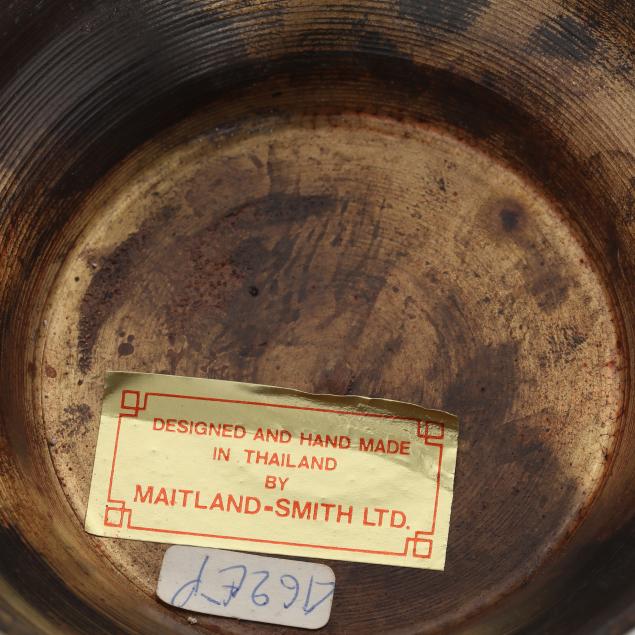 DESIGNED AND HAND MADE
IN THAILAND
BY
MAITLAND-SMITH LTD.